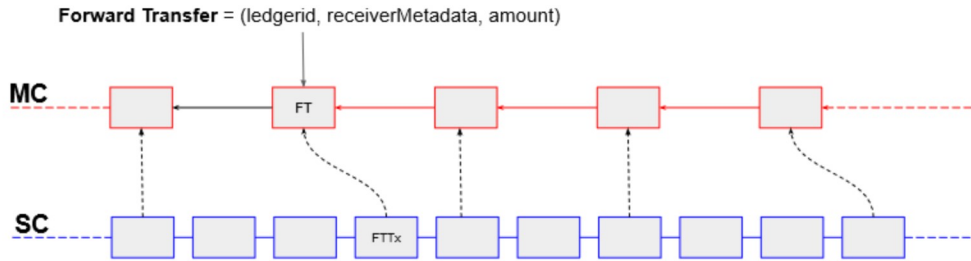 Forward Transfer = (ledgerid, receiverMetadata, amount)
MC
FT
SC
FTTx